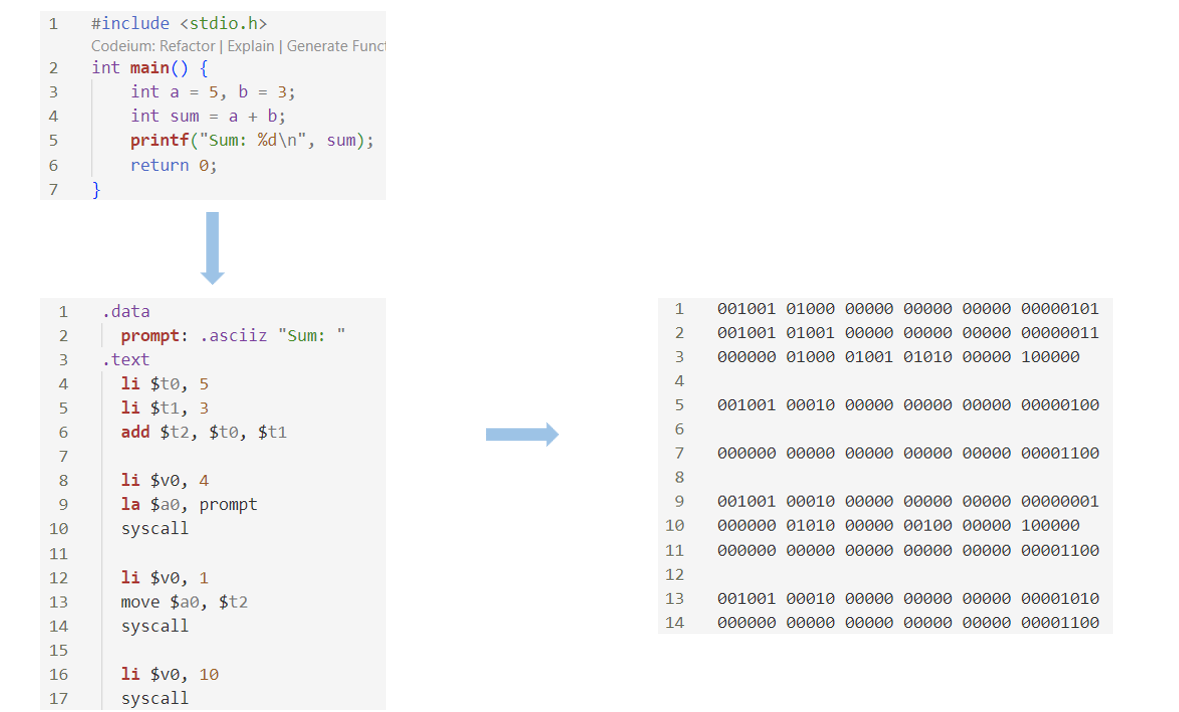 1 #include <stdio.h>
Codeium: Refactor | Explain | Generate Funct
2 int main() {
3 int a = 5, b = 3;
4 int sum = a + b;
5 printf("Sum: %d\n", sum);
6 return 0;
7 }
1 .data
2 prompt: .asciiz "Sum: "
3 .text
4 li $t0, 5
5 li $t1, 3
6 add $t2, $t0, $t1
7
8 li $v0, 4
9 la $a0, prompt
10 syscall
11
12 li $v0, 1
13 move $a0, $t2
14 syscall
15
16 li $v0, 10
17 syscall
1 001001 01000 00000 00000 00000 00000101
2 001001 01001 00000 00000 00000 00000011
3 000000 01000 01001 01010 00000 100000
4
5 001001 00010 00000 00000 00000 00000100
6
7 000000 00000 00000 00000 00000 00001100
8
9 001001 00010 00000 00000 00000 00000001
10 000000 01010 00000 00100 00000 100000
11 000000 00000 00000 00000 00000 00001100
12
13 001001 00010 00000 00000 00000 00001010
14 000000 00000 00000 00000 00000 00001100